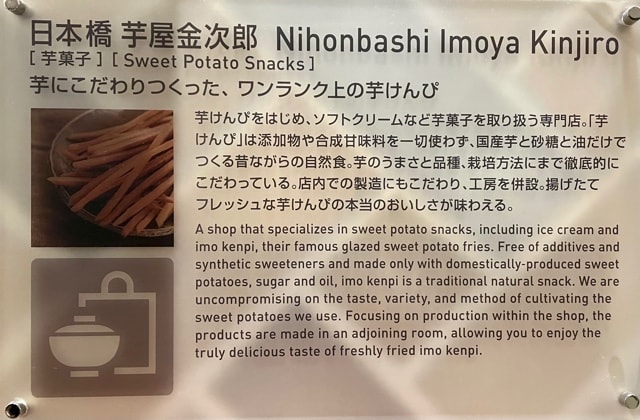 日本橋 芋屋金次郎 Nihonbashi Imoya Kinjiro
[ 芋菓子 ] [ Sweet Potato Snacks ]
芋にこだわりつくった、ワンランク上の芋けんぴ
芋けんぴをはじめ、ソフトクリームなど芋菓子を取り扱う専門店。「芋
けんぴ」は添加物や合成甘味料を一切使わず、国産芋と砂糖と油だけで
つくる昔ながらの自然食。芋のうまさと品種、栽培方法にまで徹底的に
こだわっている。店内での製造にもこだわり、工房を併設。揚げたて
フレッシュな芋けんぴの本当のおいしさが味わえる。
A shop that specializes in sweet potato snacks, including ice cream and
imo kenpi, their famous glazed sweet potato fries. Free of additives and
synthetic sweeteners and made only with domestically-produced sweet
potatoes, sugar and oil, imo kenpi is a traditional natural snack. We are
uncompromising on the taste, variety, and method of cultivating the
sweet potatoes we use. Focusing on production within the shop, the
products are made in an adjoining room, allowing you to enjoy the
truly delicious taste of freshly fried imo kenpi.